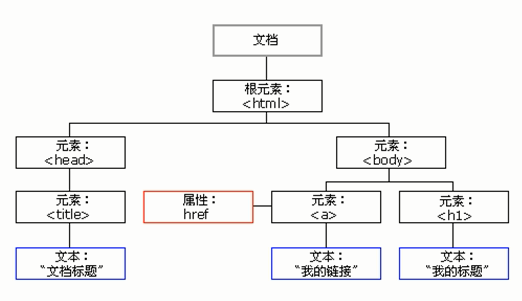 文档
根元素：
<html>
元素：
<head>
元素：
<body>
元素：
<title>
属性：
href
元素：
<a>
元素：
<h1>
文本：
“文档标题”
文本：
“我的链接”
文本：
“我的标题”